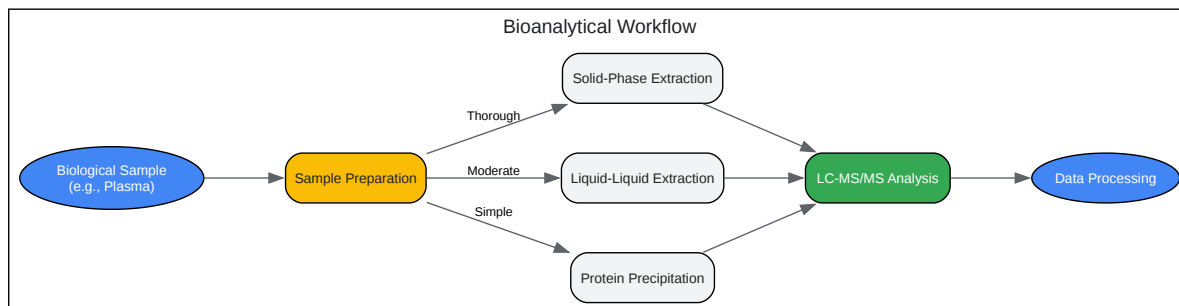 Bioanalytical Workflow
Solid-Phase Extraction
Thorough
Biological Sample
(e.g., Plasma)
Sample Preparation
Moderate
Liquid-Liquid Extraction
LC-MS/MS Analysis
Data Processing
Simple
Protein Precipitation